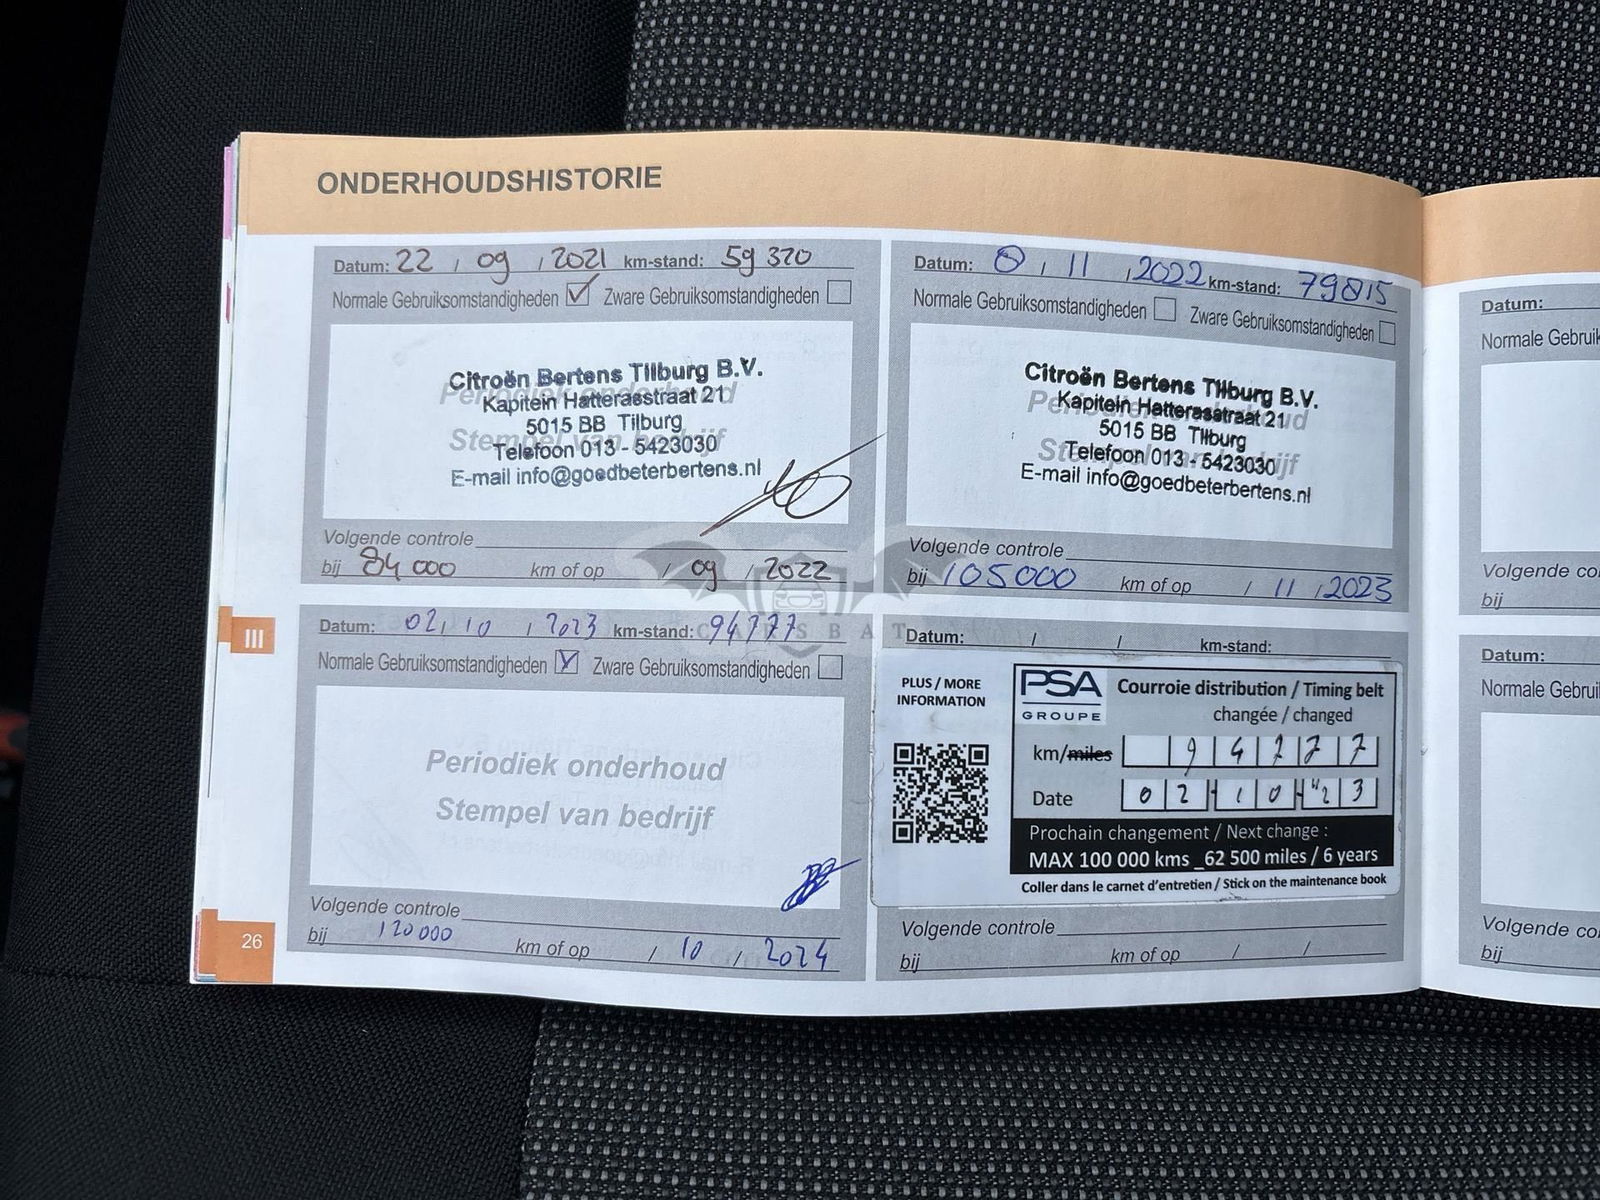 ONDERHOUDSHISTORIE
Datum: 22 / 09 / 2021 km-stand: 59 320
Normale Gebruiksomstandigheden Zware Gebruiksomstandigheden
Periodiek onderhoud
Stempel van bedrijf
Citroën Bertens Tilburg B.V.
Kapitein Hatterasstraat 21
5015 BB Tilburg
Telefoon 013 - 5423030
E-mail info@goedbeterbertens.nl
Volgende controle
bij 84 000 km of op / 09 / 2022
Datum: 8 / 11 / 2022 km-stand: 79815
Normale Gebruiksomstandigheden Zware Gebruiksomstandigheden
Periodiek onderhoud
Stempel van bedrijf
Citroën Bertens Tilburg B.V.
Kapitein Hatterasstraat 21
5015 BB Tilburg
Telefoon 013 - 5423030
E-mail info@goedbeterbertens.nl
Volgende controle
bij 105000 km of op / 11 / 2023
Datum: 02 / 10 / 2023 km-stand: 94777
Normale Gebruiksomstandigheden Zware Gebruiksomstandigheden
Periodiek onderhoud
Stempel van bedrijf
Volgende controle
bij 120 000 km of op / 10 / 2024
CARSBAT
Datum: / / km-stand:
PLUS / MORE
INFORMATION
PSA
GROUPE
Courroie distribution / Timing belt
changée / changed
km/miles 94777
Date 02-10-23
Prochain changement / Next change :
MAX 100 000 kms _62 500 miles / 6 years
Coller dans le carnet d'entretien / Stick on the maintenance book
Volgende controle
bij km of op / /
III
26
Datum:
Normale Gebruik
Volgende co
bij
Datum:
Normale Gebrui
Volgende co
bij